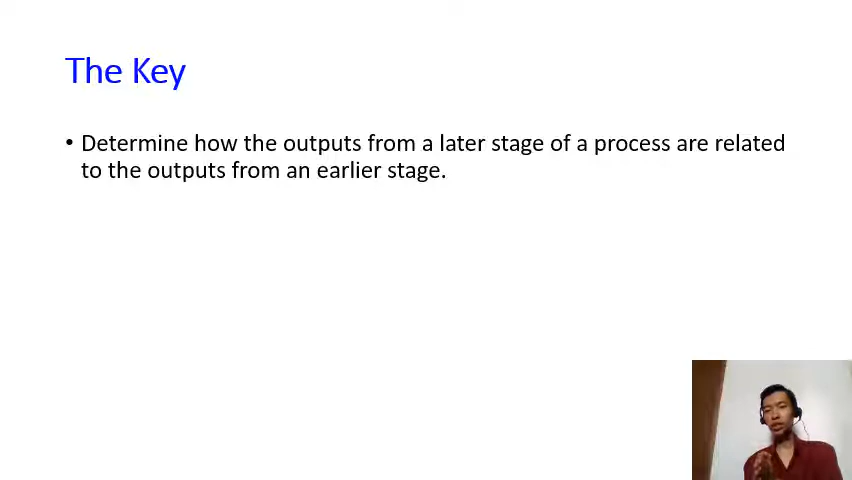 The Key
• Determine how the outputs from a later stage of a process are related
to the outputs from an earlier stage.